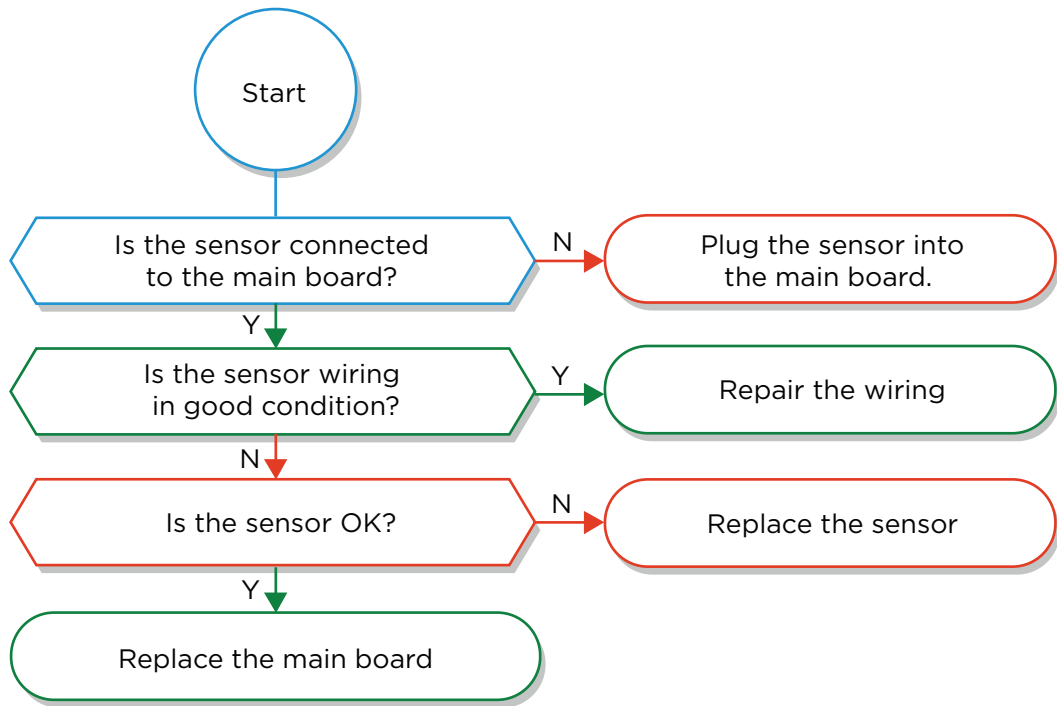 Start
Is the sensor connected
to the main board?
N
Plug the sensor into
the main board.
Y
Is the sensor wiring
in good condition?
Y
Repair the wiring
N
Is the sensor OK?
N
Replace the sensor
Y
Replace the main board